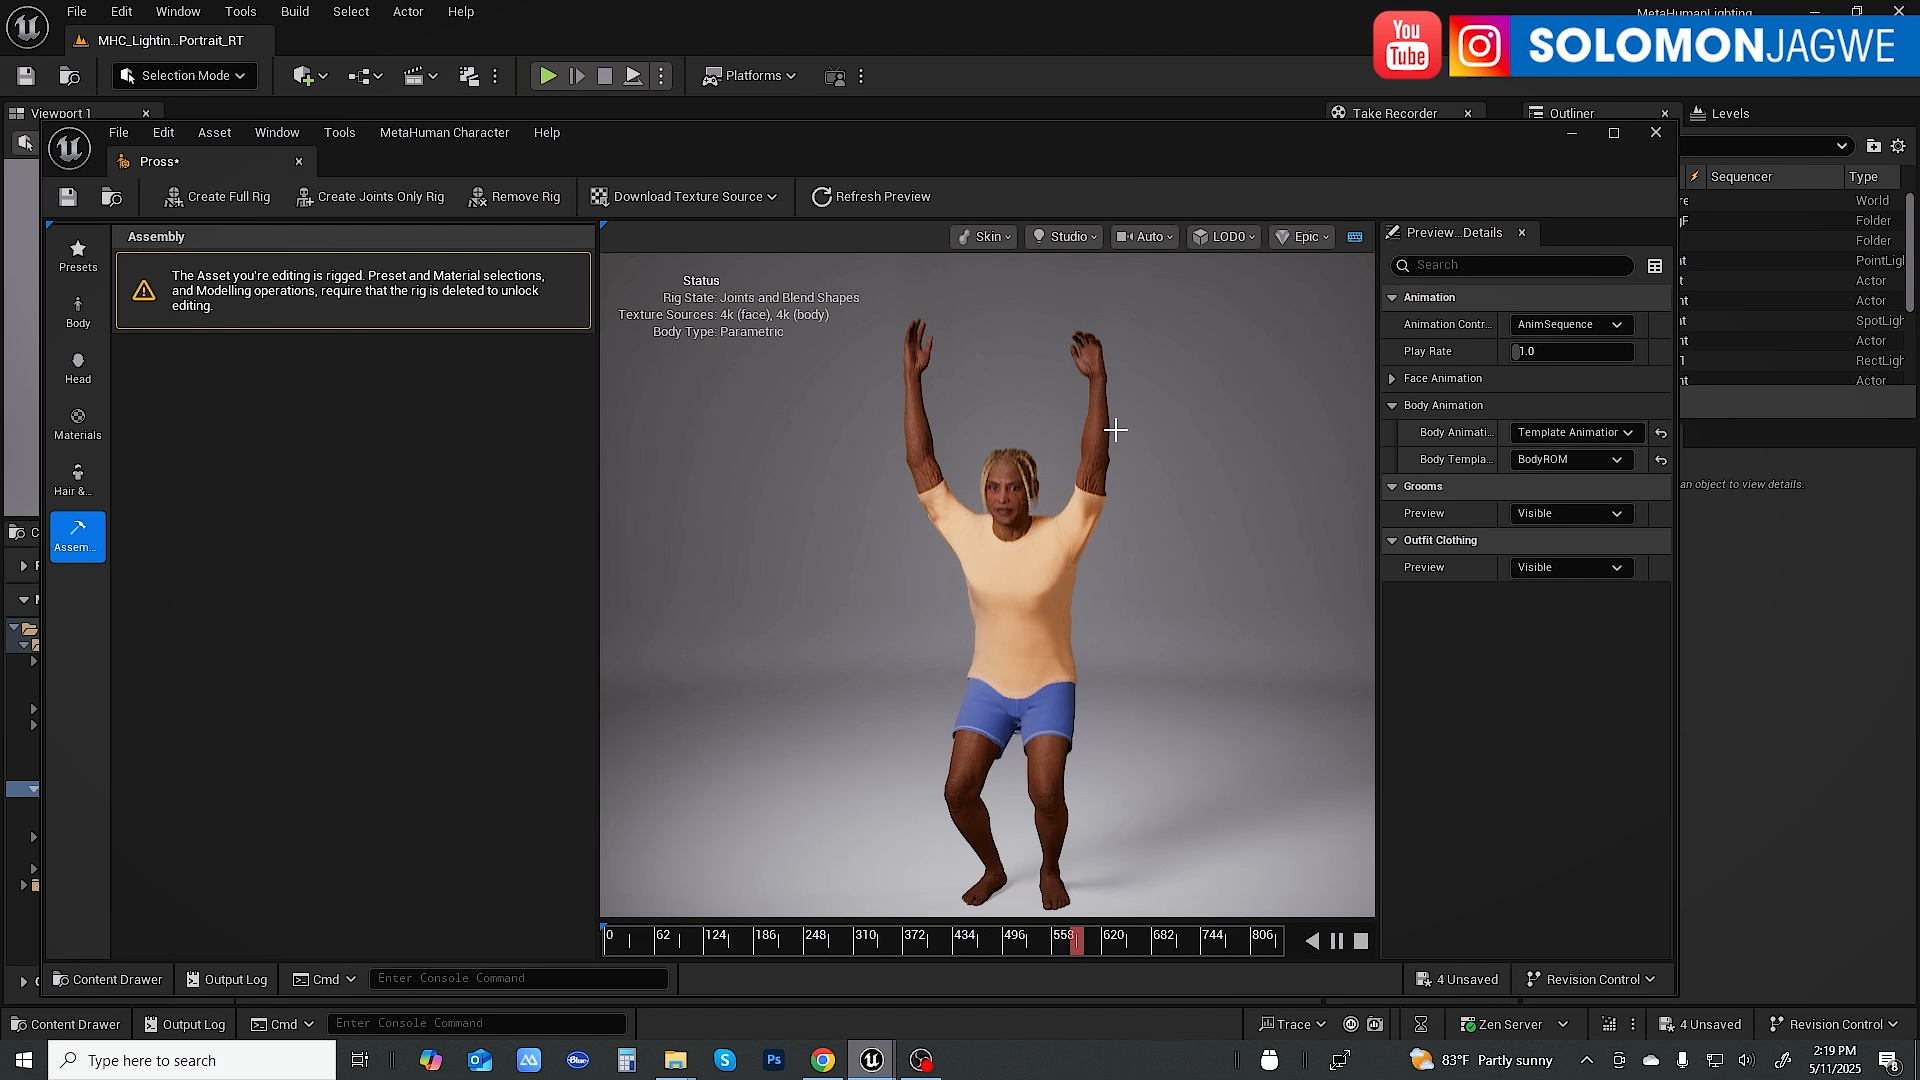 File Edit View Window Tools Build Select Actor Help
MetaHumanLighting
You Tube SOLOMONJAGWE
MHC_Lightin...Portrait_RT
Selection Mode
Platforms
Viewport 1
Take Recorder
Outliner
Levels
File Edit Asset Window Tools MetaHuman Character Help
Pross*
Create Full Rig
Create Joints Only Rig
Remove Rig
Download Texture Source
Refresh Preview
Sequencer
Type
World
Folder
Folder
PointLigh
Actor
Actor
SpotLigh
Actor
RectLigh
Actor
an object to view details.
Presets
Body
Head
Materials
Hair &...
Assem...
Assembly
The Asset you're editing is rigged. Preset and Material selections,
and Modelling operations, require that the rig is deleted to unlock
editing.
Skin
Studio
Auto
LOD0
Epic
Status
Rig State: Joints and Blend Shapes
Texture Sources: 4k (face), 4k (body)
Body Type: Parametric
Preview...Details
Search
Animation
Animation Contr... AnimSequence
Play Rate 1.0
Face Animation
Body Animation
Body Animati... Template Animation
Body Templa... BodyROM
Grooms
Preview Visible
Outfit Clothing
Preview Visible
0 62 124 186 248 310 372 434 496 558 620 682 744 806
Content Drawer
Output Log
Cmd
Enter Console Command
4 Unsaved
Revision Control
Content Drawer
Output Log
Cmd
Enter Console Command
Trace
Zen Server
4 Unsaved
Revision Control
Type here to search
83°F Partly sunny
2:19 PM
5/11/2025
8